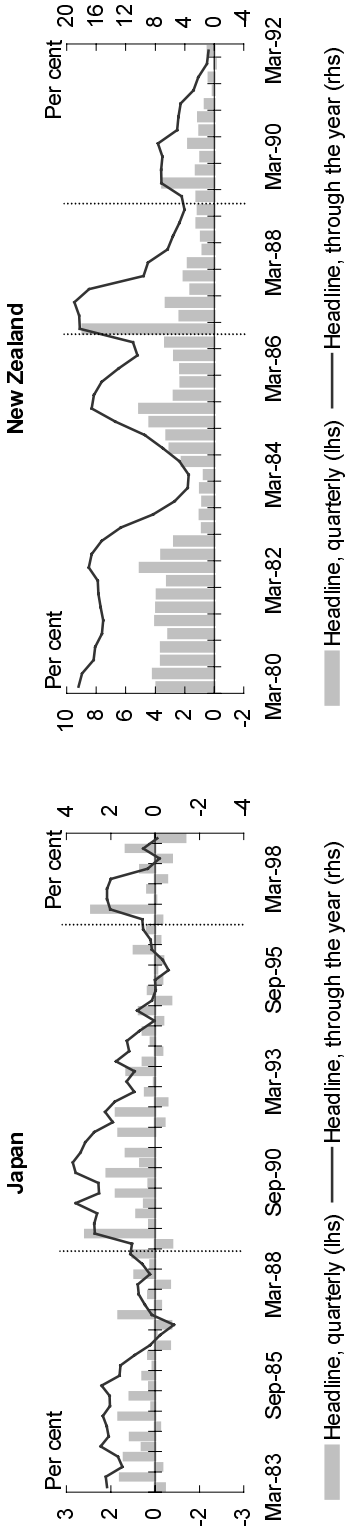 Japan
Per cent
Per cent
3
2
0
-2
-3
4
2
0
-2
-4
Mar-83 Sep-85 Mar-88 Sep-90 Mar-93 Sep-95 Mar-98
Headline, quarterly (lhs) Headline, through the year (rhs)
New Zealand
Per cent
Per cent
10
8
6
4
2
0
-2
20
16
12
8
4
0
-4
Mar-80 Mar-82 Mar-84 Mar-86 Mar-88 Mar-90 Mar-92
Headline, quarterly (lhs) Headline, through the year (rhs)